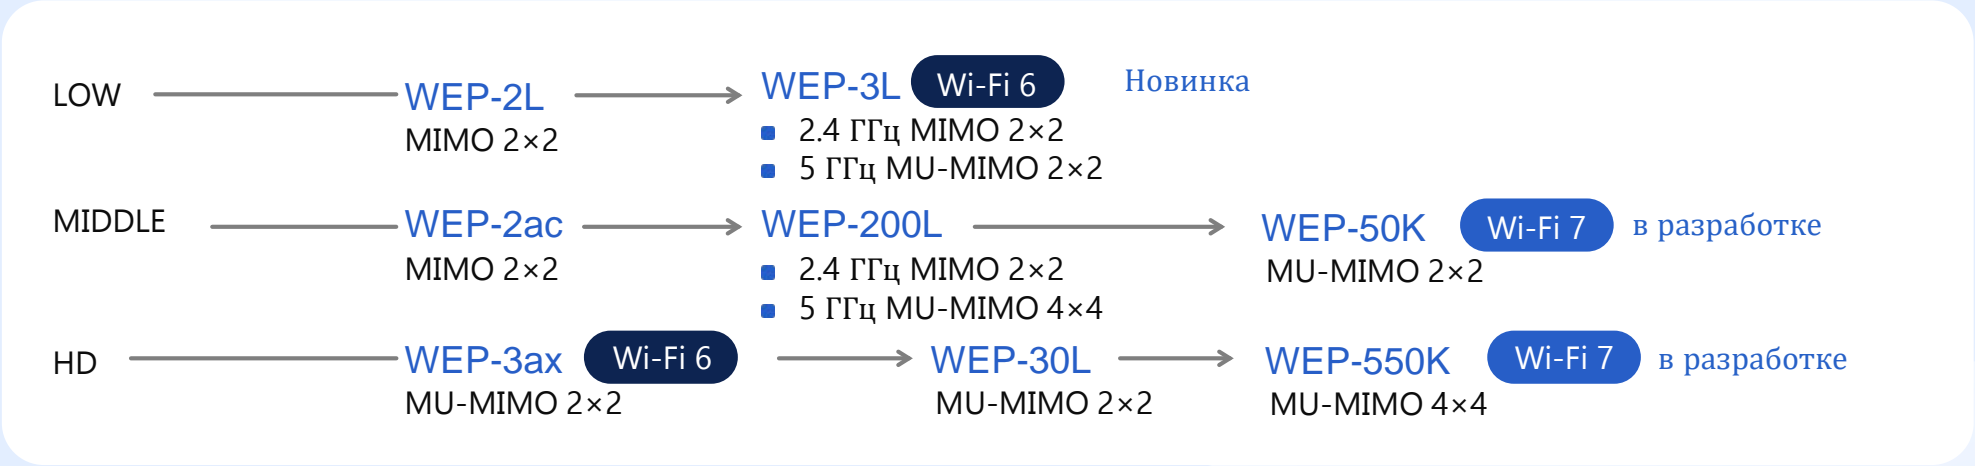 LOW WEP-2L WEP-3L Wi-Fi 6 Новинка
MIMO 2×2
▪ 2.4 ГГц MIMO 2×2
▪ 5 ГГц MU-MIMO 2×2
MIDDLE WEP-2ac WEP-200L WEP-50K Wi-Fi 7 в разработке
MIMO 2×2
▪ 2.4 ГГц MIMO 2×2
MU-MIMO 2×2
▪ 5 ГГц MU-MIMO 4×4
HD WEP-3ax Wi-Fi 6 WEP-30L WEP-550K Wi-Fi 7 в разработке
MU-MIMO 2×2 MU-MIMO 2×2 MU-MIMO 4×4